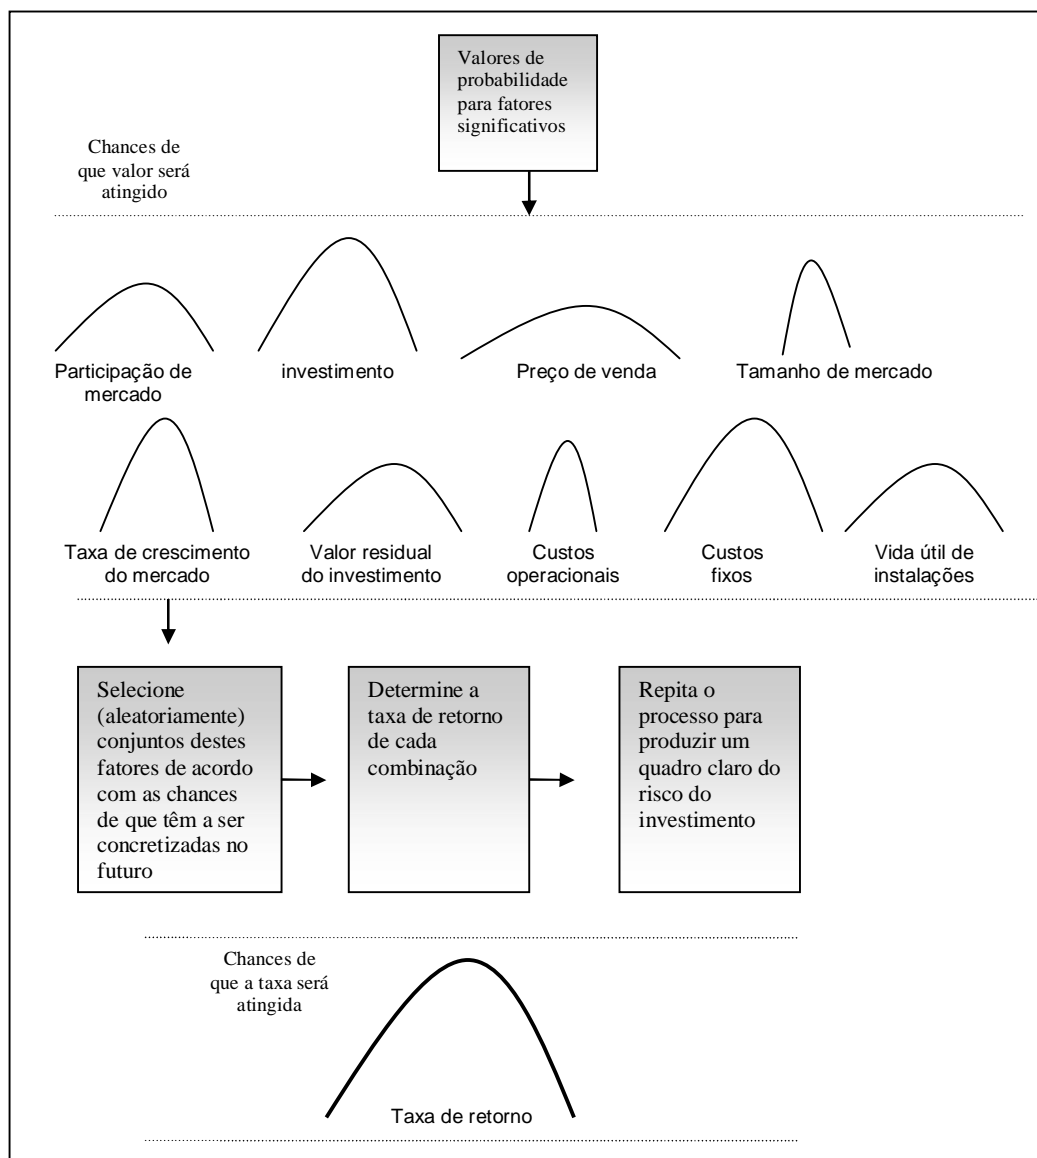 Valores de
probabilidade
para fatores
significativos
Chances de
que valor será
atingido
Participação de
mercado
investimento
Preço de venda
Tamanho de mercado
Taxa de crescimento
do mercado
Valor residual
do investimento
Custos
operacionais
Custos
fixos
Vida útil de
instalações
Selecione
(aleatoriamente)
conjuntos destes
fatores de acordo
com as chances
de que têm a ser
concretizadas no
futuro
Determine a
taxa de retorno
de cada
combinação
Repita o
processo para
produzir um
quadro claro do
risco do
investimento
Chances de
que a taxa será
atingida
Taxa de retorno